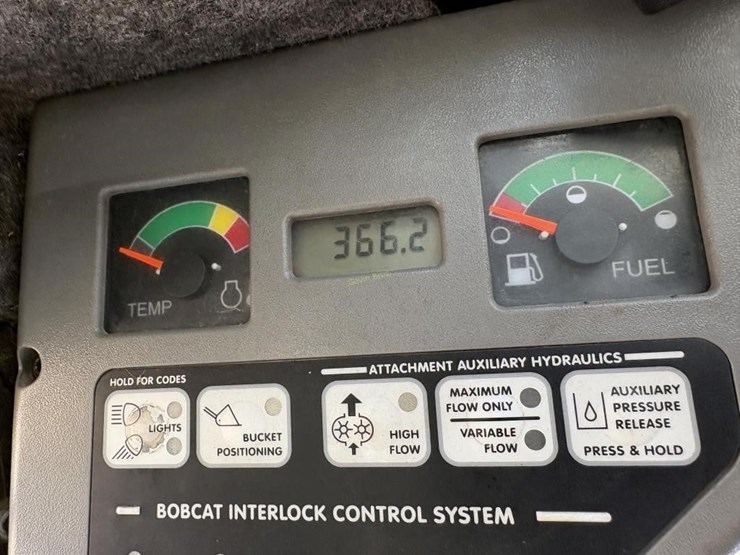 366.2
TEMP
FUEL
ATTACHMENT AUXILIARY HYDRAULICS
HOLD FOR CODES
LIGHTS
BUCKET
POSITIONING
HIGH
FLOW
MAXIMUM
FLOW ONLY
VARIABLE
FLOW
AUXILIARY
PRESSURE
RELEASE
PRESS & HOLD
BOBCAT INTERLOCK CONTROL SYSTEM